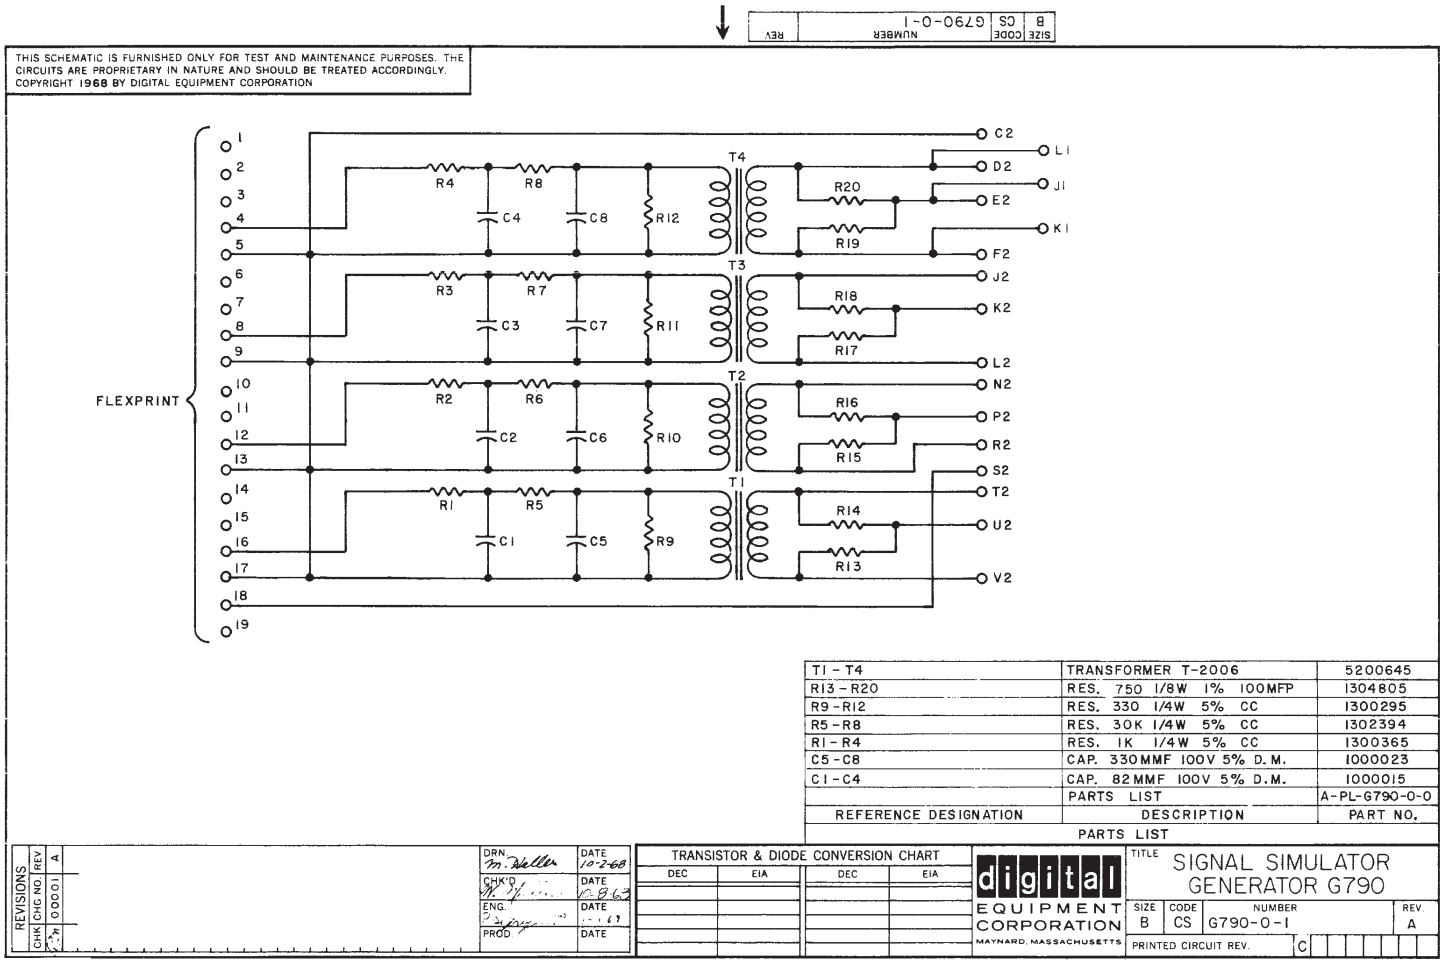 SIZE CODE NUMBER REV
B CS G790-0-1
THIS SCHEMATIC IS FURNISHED ONLY FOR TEST AND MAINTENANCE PURPOSES. THE
CIRCUITS ARE PROPRIETARY IN NATURE AND SHOULD BE TREATED ACCORDINGLY.
COPYRIGHT 1968 BY DIGITAL EQUIPMENT CORPORATION
FLEXPRINT
1
2
3
4
5
6
7
8
9
10
11
12
13
14
15
16
17
18
19
R4 R8 T4
C4 C8 R12
R20
R19
C2
L1
D2
J1
E2
K1
F2
R3 R7 T3
C3 C7 R11
R18
R17
J2
K2
L2
R2 R6 T2
C2 C6 R10
R16
R15
N2
P2
R2
S2
R1 R5 T1
C1 C5 R9
R14
R13
T2
U2
V2
T1-T4 TRANSFORMER T-2006 5200645
R13-R20 RES. 750 1/8W 1% 100MFP 1304805
R9-R12 RES. 330 1/4W 5% CC 1300295
R5-R8 RES. 30K 1/4W 5% CC 1302394
R1-R4 RES. 1K 1/4W 5% CC 1300365
C5-C8 CAP. 330MMF 100V 5% D.M. 1000023
C1-C4 CAP. 82MMF 100V 5% D.M. 1000015
PARTS LIST A-PL-G790-0-0
REFERENCE DESIGNATION DESCRIPTION PART NO.
PARTS LIST
REVISIONS
CHK CHG NO. REV.
00001 A
DRN. M. Heller DATE 10-2-68
CHK'D DATE
ENG. DATE
PROD. DATE
TRANSISTOR & DIODE CONVERSION CHART
DEC EIA DEC EIA
digital
EQUIPMENT
CORPORATION
MAYNARD, MASSACHUSETTS
TITLE
SIGNAL SIMULATOR
GENERATOR G790
SIZE CODE NUMBER REV.
B CS G790-0-1 A
PRINTED CIRCUIT REV. C